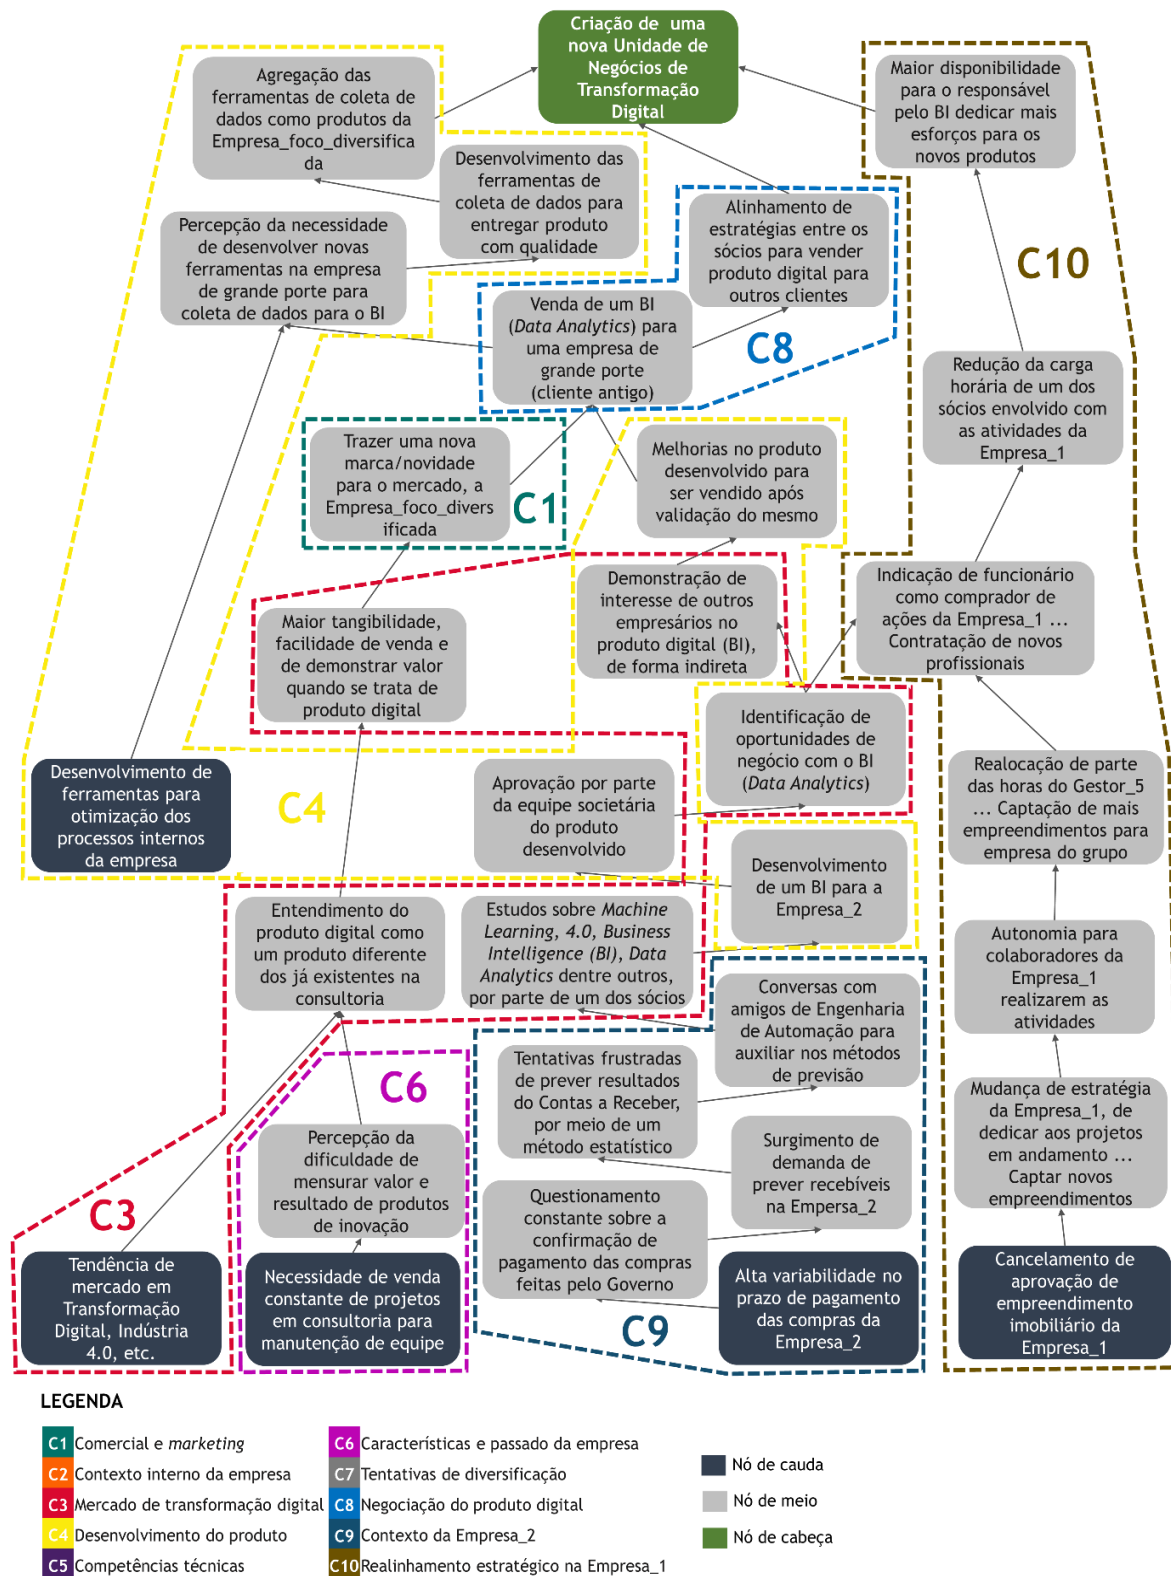 Criação de uma
nova Unidade de
Negócios de
Transformação
Digital
Agregação das
ferramentas de coleta de
dados como produtos da
Empresa_foco_diversifica
da
Maior disponibilidade
para o responsável
pelo BI dedicar mais
esforços para os
novos produtos
Desenvolvimento das
ferramentas de
coleta de dados para
entregar produto
com qualidade
Percepção da necessidade
de desenvolver novas
ferramentas na empresa
de grande porte para
coleta de dados para o BI
Alinhamento de
estratégias entre os
sócios para vender
produto digital para
outros clientes
C10
Venda de um BI
(Data Analytics) para
uma empresa de
grande porte
(cliente antigo)
C8
Redução da carga
horária de um dos
sócios envolvido com
as atividades da
Empresa_1
Trazer uma nova
marca/novidade
para o mercado, a
Empresa_foco_divers
ificada
C1
Melhorias no produto
desenvolvido para
ser vendido após
validação do mesmo
Demonstração de
interesse de outros
empresários no
produto digital (BI),
de forma indireta
Indicação de funcionário
como comprador de
ações da Empresa_1 ...
Contratação de novos
profissionais
Maior tangibilidade,
facilidade de venda e
de demonstrar valor
quando se trata de
produto digital
Identificação de
oportunidades de
negócio com o BI
(Data Analytics)
Desenvolvimento de
ferramentas para
otimização dos
processos internos
da empresa
C4
Aprovação por parte
da equipe societária
do produto
desenvolvido
Realocação de parte
das horas do Gestor_5
... Captação de mais
empreendimentos para
empresa do grupo
Desenvolvimento
de um BI para a
Empresa_2
Entendimento do
produto digital como
um produto diferente
dos já existentes na
consultoria
Estudos sobre Machine
Learning, 4.0, Business
Intelligence (BI), Data
Analytics dentre outros,
por parte de um dos sócios
Autonomia para
colaboradores da
Empresa_1
realizarem as
atividades
Conversas com
amigos de Engenharia
de Automação para
auxiliar nos métodos
de previsão
C6
Tentativas frustradas
de prever resultados
do Contas a Receber,
por meio de um
método estatístico
Mudança de estratégia
da Empresa_1, de
dedicar aos projetos
em andamento ...
Captar novos
empreendimentos
Percepção da
dificuldade de
mensurar valor e
resultado de produtos
de inovação
Surgimento de
demanda de
prever recebíveis
na Empersa_2
C3
Questionamento
constante sobre a
confirmação de
pagamento das compras
feitas pelo Governo
Tendência de
mercado em
Transformação
Digital, Indústria
4.0, etc.
Necessidade de venda
constante de projetos
em consultoria para
manutenção de equipe
C9
Alta variabilidade no
prazo de pagamento
das compras da
Empresa_2
Cancelamento de
aprovação de
empreendimento
imobiliário da
Empresa_1
LEGENDA
C1 Comercial e marketing
C2 Contexto interno da empresa
C3 Mercado de transformação digital
C4 Desenvolvimento do produto
C5 Competências técnicas
C6 Características e passado da empresa
C7 Tentativas de diversificação
C8 Negociação do produto digital
C9 Contexto da Empresa_2
C10 Realinhamento estratégico na Empresa_1
Nó de cauda
Nó de meio
Nó de cabeça